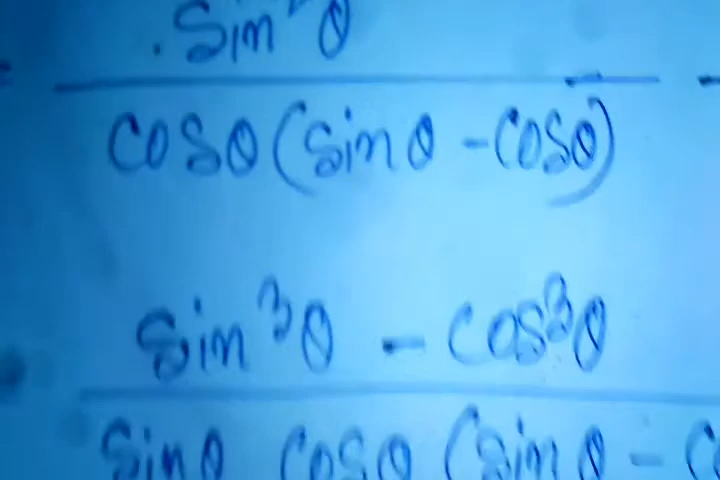 = . Sin²θ -
cosθ (sinθ - cosθ)
sin³θ - cos³θ
sinθ cosθ (sinθ -